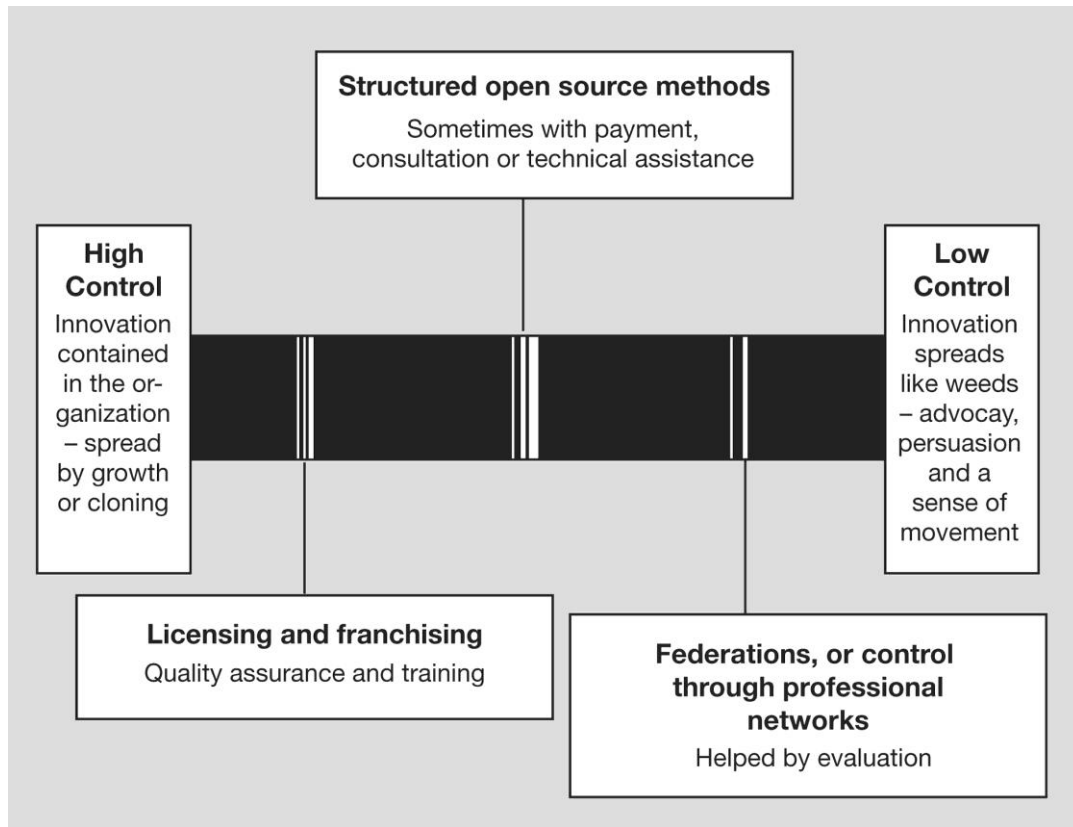 Structured open source methods
Sometimes with payment,
consultation or technical assistance
High
Control
Innovation
contained
in the or-
ganization
– spread
by growth
or cloning
Low
Control
Innovation
spreads
like weeds
– advocay,
persuasion
and a
sense of
movement
Licensing and franchising
Quality assurance and training
Federations, or control
through professional
networks
Helped by evaluation